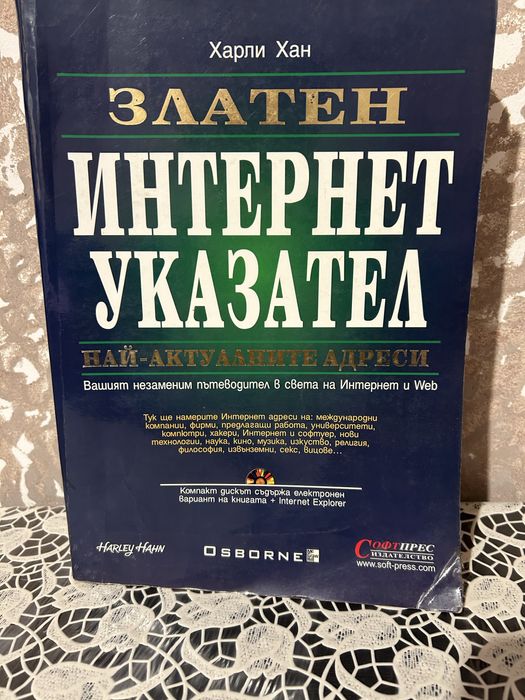 Харли Хан
ЗЛАТЕН
ИНТЕРНЕТ
УКАЗАТЕЛ
НАЙ-АКТУАЛНИТЕ АДРЕСИ
Вашият незаменим пътеводител в света на Интернет и Web
Тук ще намерите Интернет адреси на: международни
компании, фирми, предлагащи работа, университети,
компютри, хакери, Интернет и софтуер, нови
технологии, наука, кино, музика, изкуство, религия,
философия, извънземни, секс, вицове...
Компакт дискът съдържа електронен
вариант на книгата + Internet Explorer
HARLEY HAHN
OSBORNE
СОФТПРЕС
ИЗДАТЕЛСТВО
www.soft-press.com